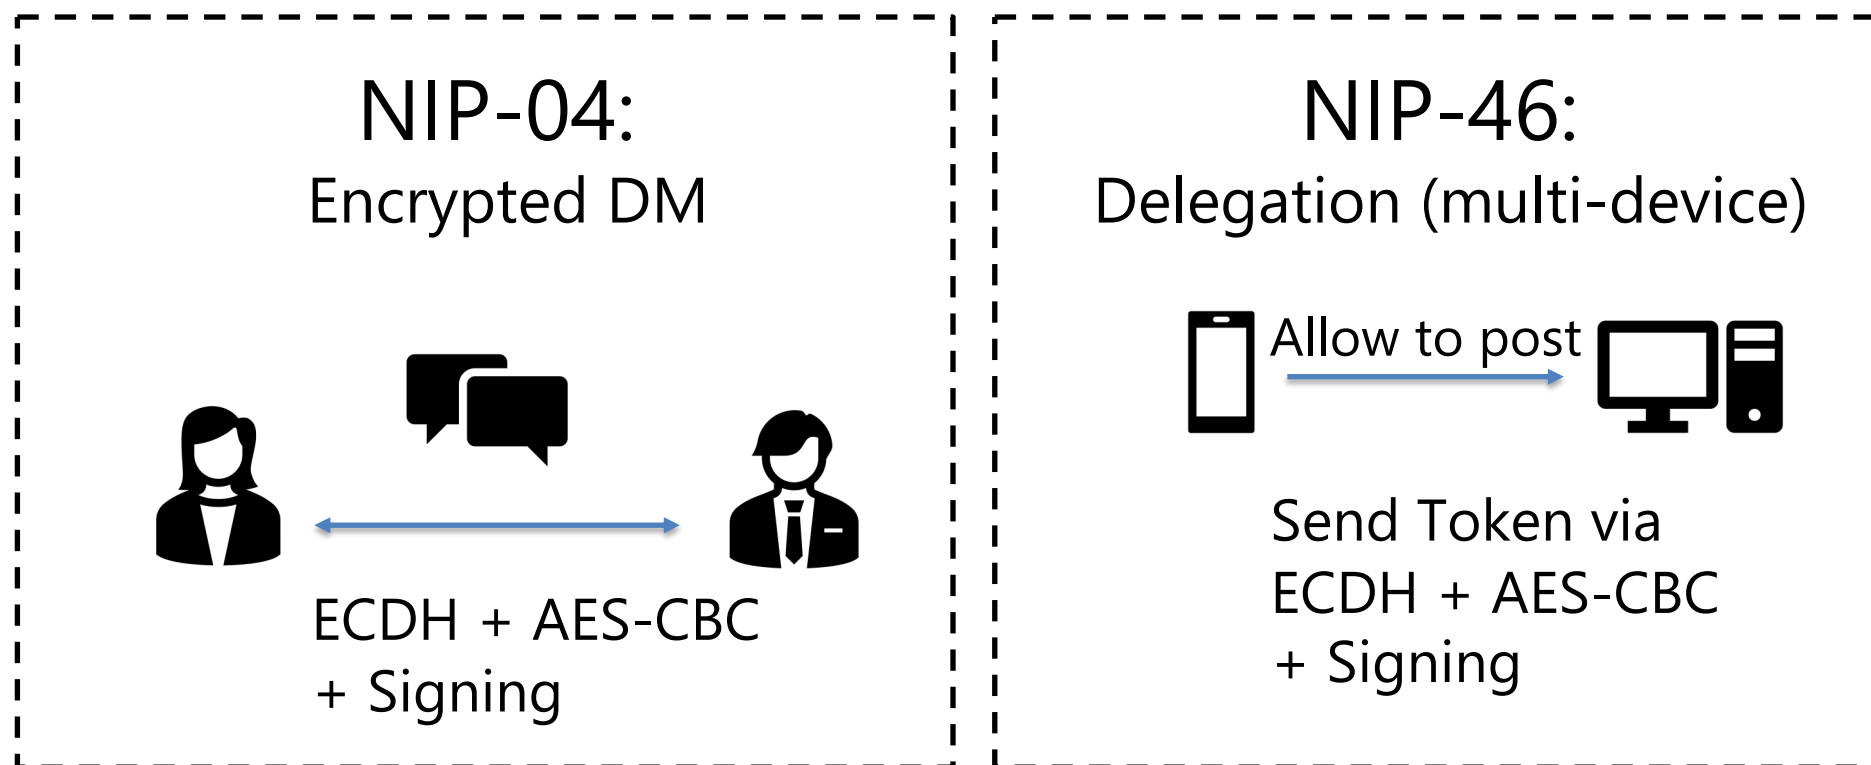 NIP-04:
Encrypted DM
ECDH + AES-CBC
+ Signing
NIP-46:
Delegation (multi-device)
Allow to post
Send Token via
ECDH + AES-CBC
+ Signing